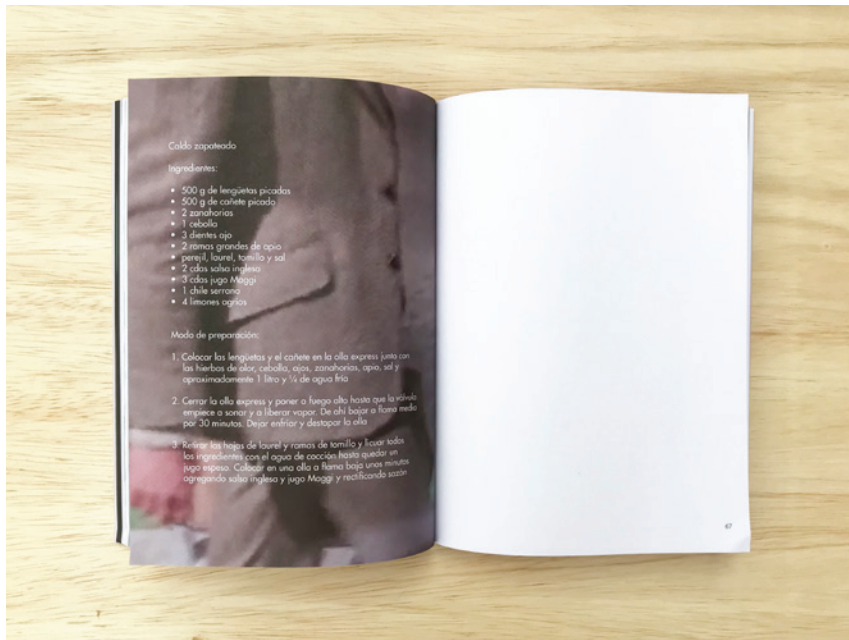 Caldo zapateado
Ingredientes:
• 500 g de lengüetas picadas
• 500 g de cañete picado
• 2 zanahorias
• 1 cebolla
• 3 dientes ajo
• 2 ramas grandes de apio
• perejil, laurel, tomillo y sal
• 2 cdas salsa inglesa
• 3 cdas jugo Maggi
• 1 chile serrano
• 4 limones agrios
Modo de preparación:
1. Colocar las lengüetas y el cañete en la olla express junto con
las hierbas de olor, cebolla, ajos, zanahorias, apio, sal y
aproximadamente 1 litro y ¼ de agua fría
2. Cerrar la olla express y poner a fuego alto hasta que la válvula
empiece a sonar y a liberar vapor. De ahí bajar a flama media
por 30 minutos. Dejar enfriar y destapar la olla
3. Retirar las hojas de laurel y ramas de tomillo y licuar todos
los ingredientes con el agua de cocción hasta quedar un
jugo espeso. Colocar en una olla a flama baja unos minutos
agregando salsa inglesa y jugo Maggi y rectificando sazón
67